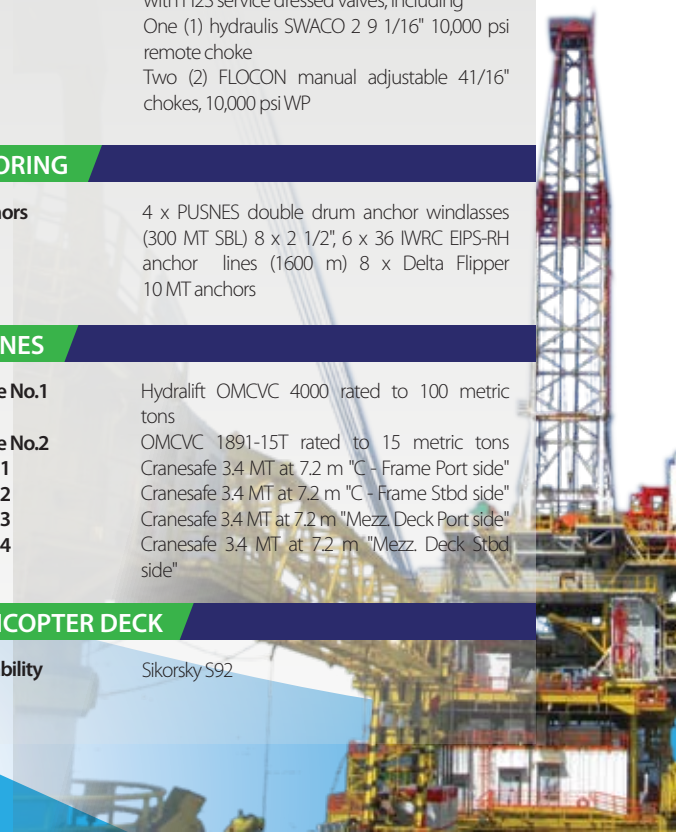 with H2S service dressed valves, including
One (1) hydraulis SWACO 2 9 1/16" 10,000 psi
remote choke
Two (2) FLOCON manual adjustable 41/16"
chokes, 10,000 psi WP
ORING
ors 4 x PUSNES double drum anchor windlasses
(300 MT SBL) 8 x 2 1/2", 6 x 36 IWRC EIPS-RH
anchor lines (1600 m) 8 x Delta Flipper
10 MT anchors
NES
e No.1 Hydralift OMCVC 4000 rated to 100 metric
tons
e No.2 OMCVC 1891-15T rated to 15 metric tons
1 Cranesafe 3.4 MT at 7.2 m "C - Frame Port side"
2 Cranesafe 3.4 MT at 7.2 m "C - Frame Stbd side"
3 Cranesafe 3.4 MT at 7.2 m "Mezz. Deck Port side"
4 Cranesafe 3.4 MT at 7.2 m "Mezz. Deck Stbd
side"
ICOPTER DECK
bility Sikorsky S92